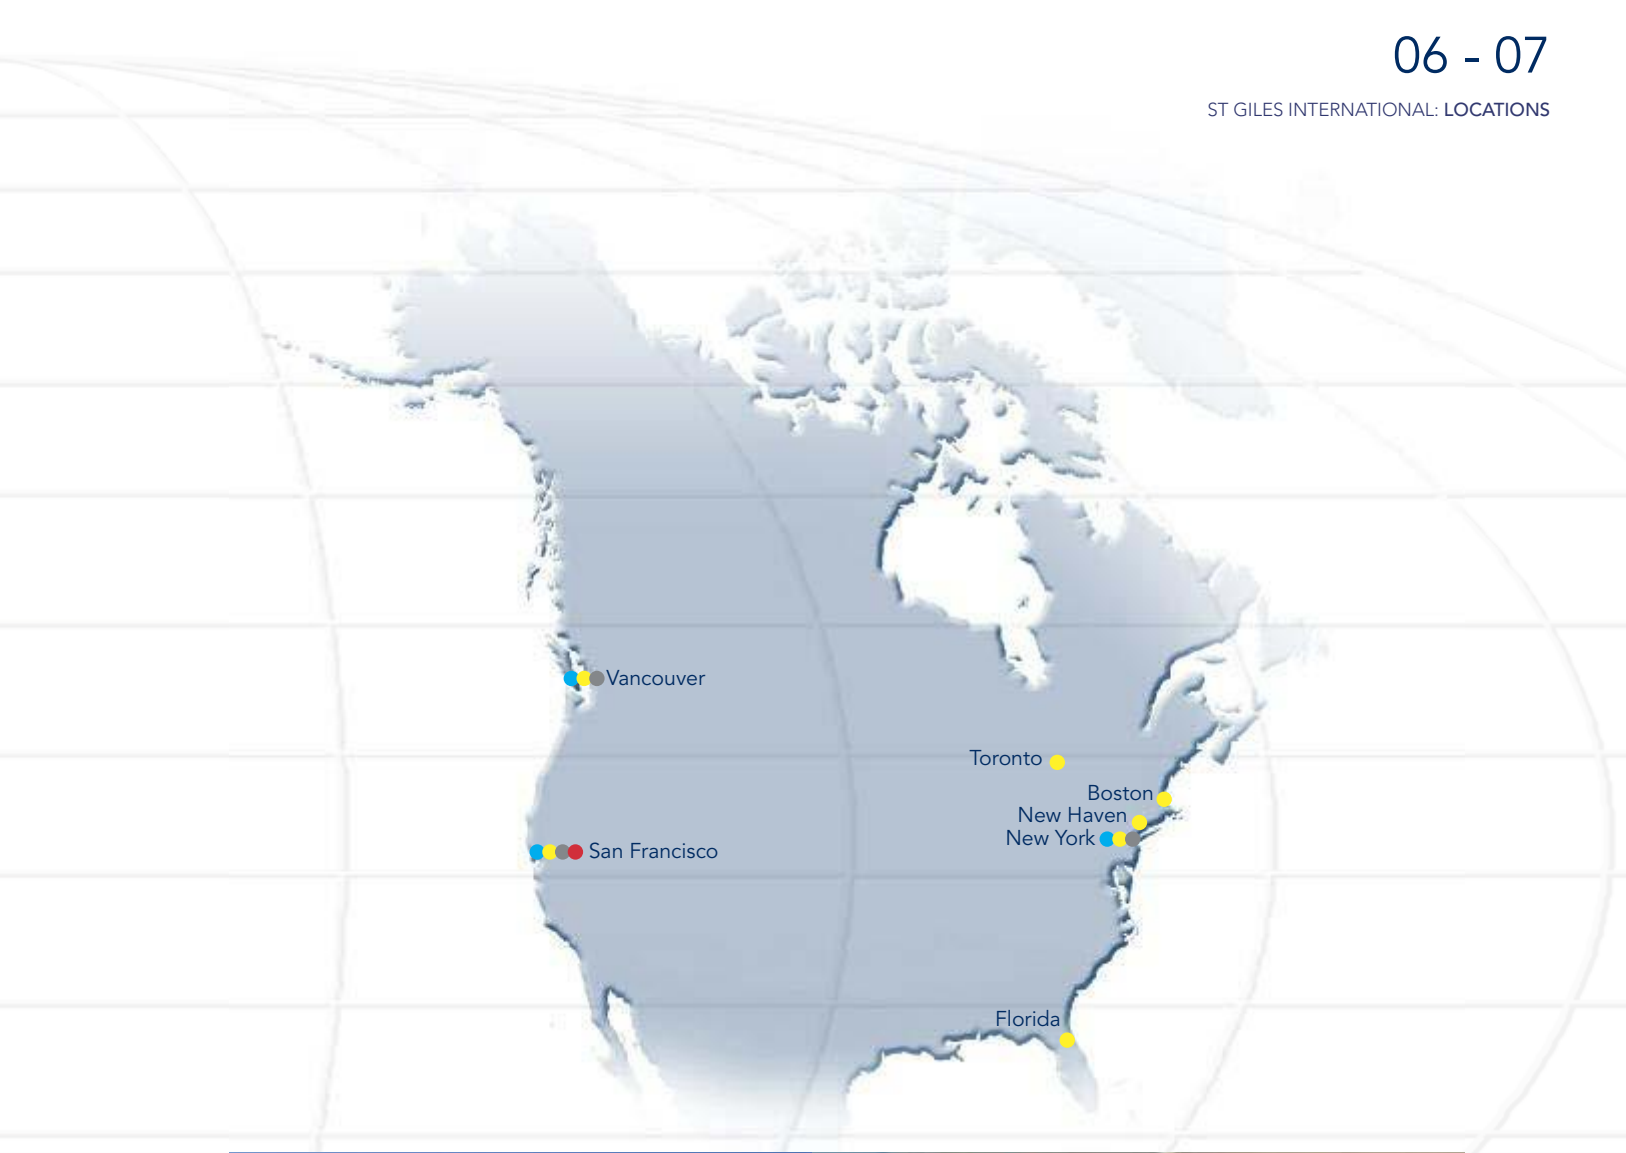 06 - 07
ST GILES INTERNATIONAL: LOCATIONS
Vancouver
Toronto
Boston
New Haven
New York
San Francisco
Florida